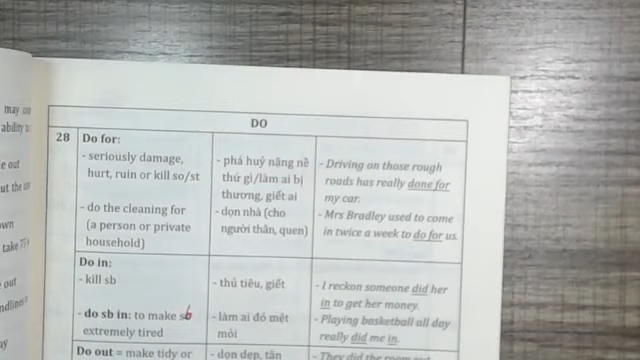 may
ability
e out
ut the
own
take
out
DO
28 Do for:
- seriously damage,
hurt, ruin or kill so/st
- do the cleaning for
(a person or private
household)
- phá huỷ nặng nề
thứ gì/làm ai bị
thương, giết ai
- dọn nhà (cho
người thân, quen)
- Driving on those rough
roads has really done for
my car.
- Mrs Bradley used to come
in twice a week to do for us.
Do in:
- kill sb
- do sb in: to make sb
extremely tired
- thủ tiêu, giết
- làm ai đó mệt
mỏi
- I reckon someone did her
in to get her money.
- Playing basketball all day
really did me in.
Do out = make tidy or
- dọn dẹp, tân
- They did the room